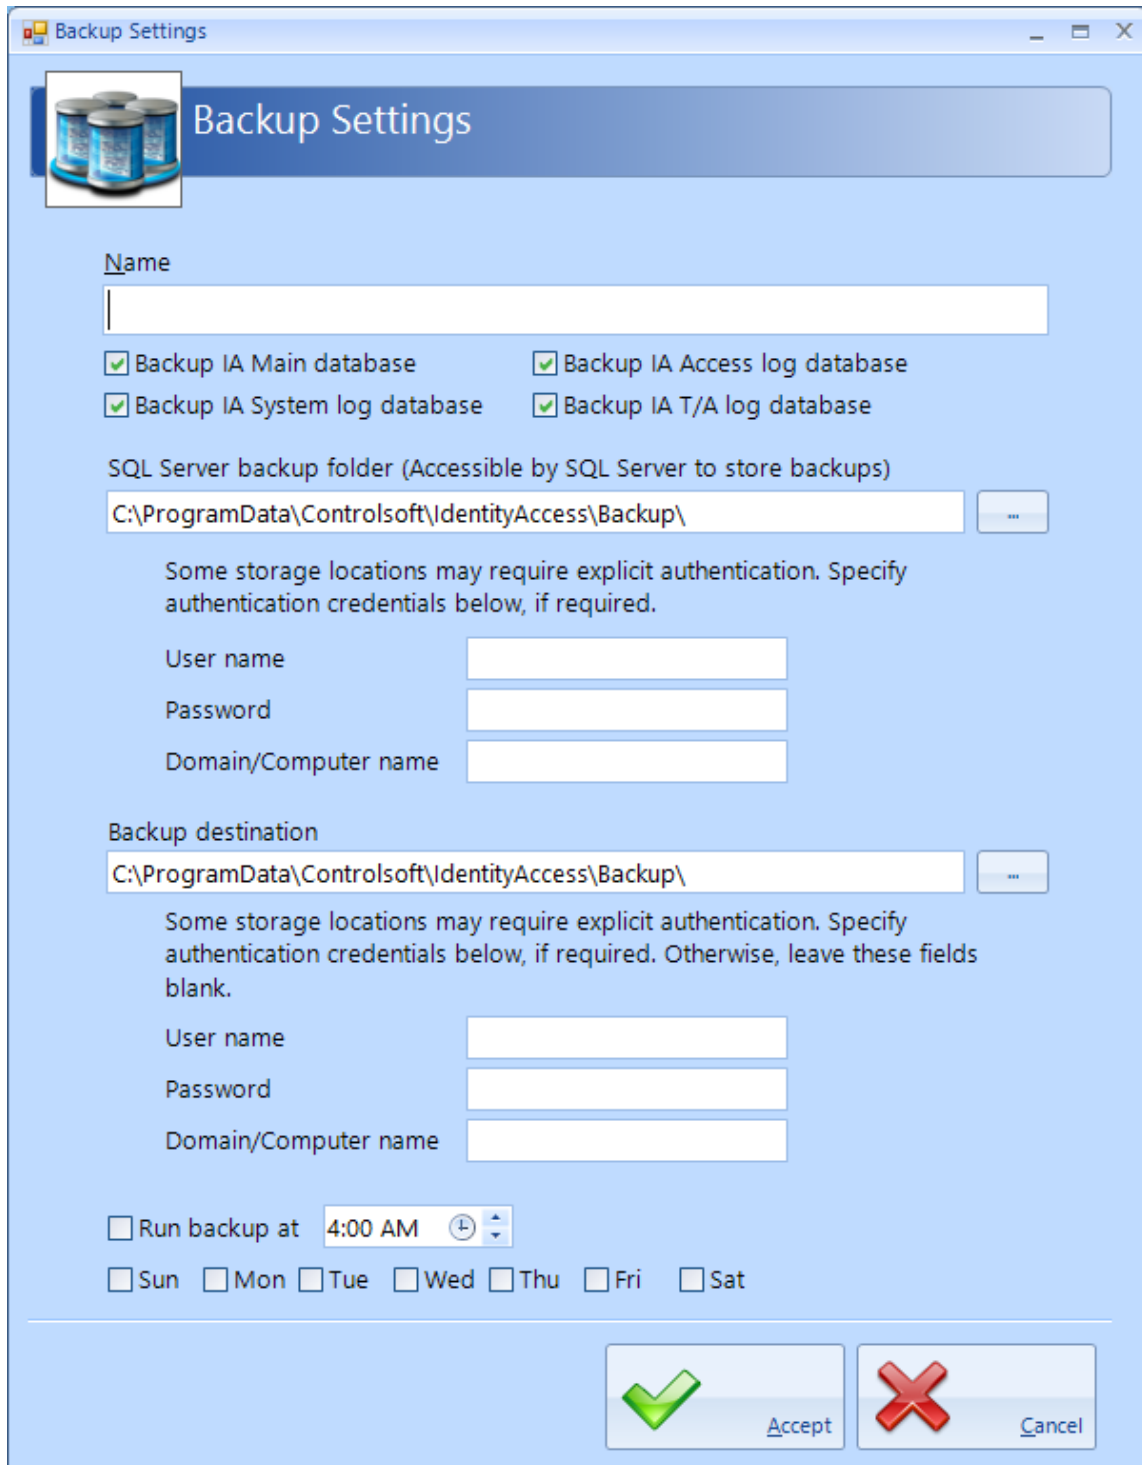 Backup Settings
Backup Settings
Name
Backup IA Main database Backup IA Access log database
Backup IA System log database Backup IA T/A log database
SQL Server backup folder (Accessible by SQL Server to store backups)
C:\ProgramData\Controlsoft\IdentityAccess\Backup\ ...
Some storage locations may require explicit authentication. Specify
authentication credentials below, if required.
User name
Password
Domain/Computer name
Backup destination
C:\ProgramData\Controlsoft\IdentityAccess\Backup\ ...
Some storage locations may require explicit authentication. Specify
authentication credentials below, if required. Otherwise, leave these fields
blank.
User name
Password
Domain/Computer name
Run backup at 4:00 AM
Sun Mon Tue Wed Thu Fri Sat
Accept Cancel